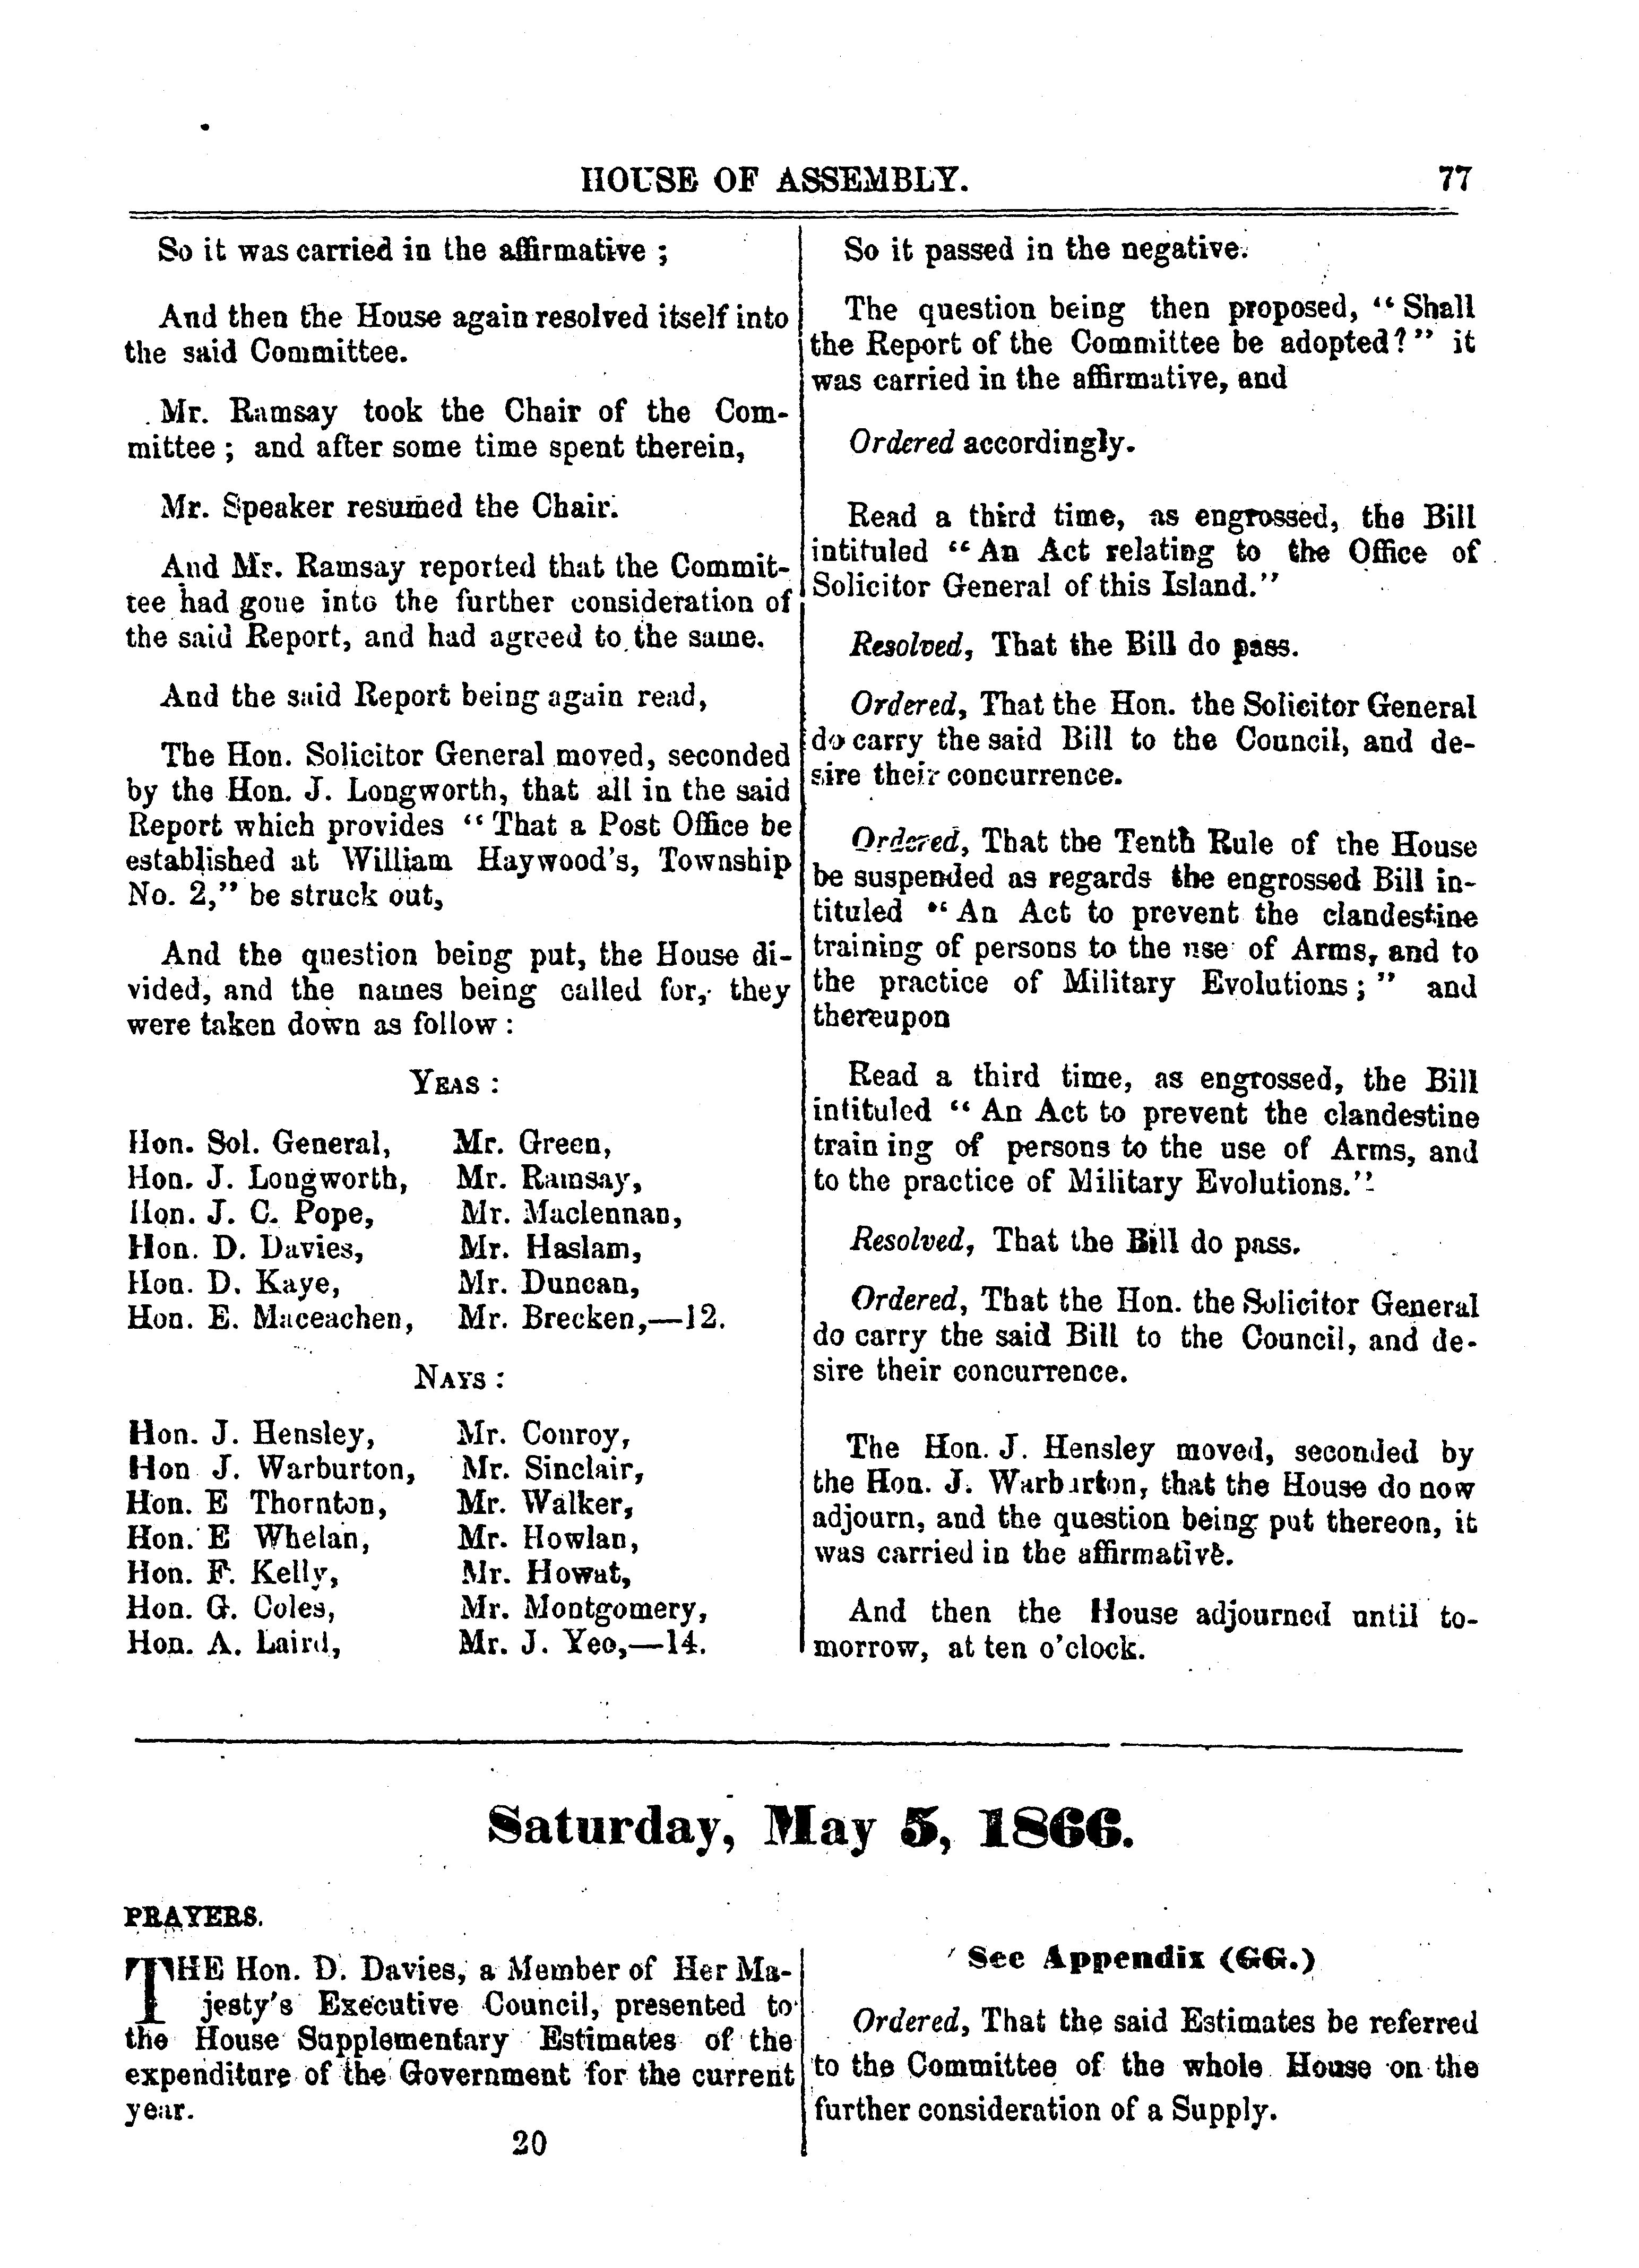 HOUSE OF ASSEMBLY. 77
So it was carried in the affirmative ;
And then the House again resolved itself into
the said Committee.
Mr. Ramsay took the Chair of the Com-
mittee ; and after some time spent therein,
Mr. Speaker resumed the Chair.
And Mr. Ramsay reported that the Commit-
tee had gone into the further consideration of
the said Report, and had agreed to the same.
And the said Report being again read,
The Hon. Solicitor General moved, seconded
by the Hon. J. Longworth, that all in the said
Report which provides “ That a Post Office be
established at William Haywood's, Township
No. 2,” be struck out,
And the question being put, the House di-
vided, and the names being called for, they
were taken down as follow :
YEAS :
Hon. Sol. General, Mr. Green,
Hon. J. Longworth, Mr. Ramsay,
Hon. J. C. Pope, Mr. Maclennan,
Hon. D. Davies, Mr. Haslam,
Hon. D. Kaye, Mr. Duncan,
Hon. E. Maceachen, Mr. Brecken,—12.
NAYS :
Hon. J. Hensley, Mr. Conroy,
Hon J. Warburton, Mr. Sinclair,
Hon. E Thornton, Mr. Walker,
Hon. E Whelan, Mr. Howlan,
Hon. F. Kelly, Mr. Howat,
Hon. G. Coles, Mr. Montgomery,
Hon. A. Laird, Mr. J. Yeo,—14.
So it passed in the negative.
The question being then proposed, “ Shall
the Report of the Committee be adopted?” it
was carried in the affirmative, and
Ordered accordingly.
Read a third time, as engrossed, the Bill
intituled “ An Act relating to the Office of
Solicitor General of this Island.”
Resolved, That the Bill do pass.
Ordered, That the Hon. the Solicitor General
do carry the said Bill to the Council, and de-
sire their concurrence.
Ordered, That the Tenth Rule of the House
be suspended as regards the engrossed Bill in-
tituled “ An Act to prevent the clandestine
training of persons to the use of Arms, and to
the practice of Military Evolutions ; ” and
thereupon
Read a third time, as engrossed, the Bill
intituled “ An Act to prevent the clandestine
train ing of persons to the use of Arms, and
to the practice of Military Evolutions.”
Resolved, That the Bill do pass.
Ordered, That the Hon. the Solicitor General
do carry the said Bill to the Council, and de-
sire their concurrence.
The Hon. J. Hensley moved, seconded by
the Hon. J. Warburton, that the House do now
adjourn, and the question being put thereon, it
was carried in the affirmative.
And then the House adjourned until to-
morrow, at ten o'clock.
Saturday, May 5, 1866.
PRAYERS.
THE Hon. D. Davies, a Member of Her Ma-
jesty's Executive Council, presented to
the House Supplementary Estimates of the
expenditure of the Government for the current
year.
See Appendix (GG.)
Ordered, That the said Estimates be referred
to the Committee of the whole House on the
further consideration of a Supply.
20